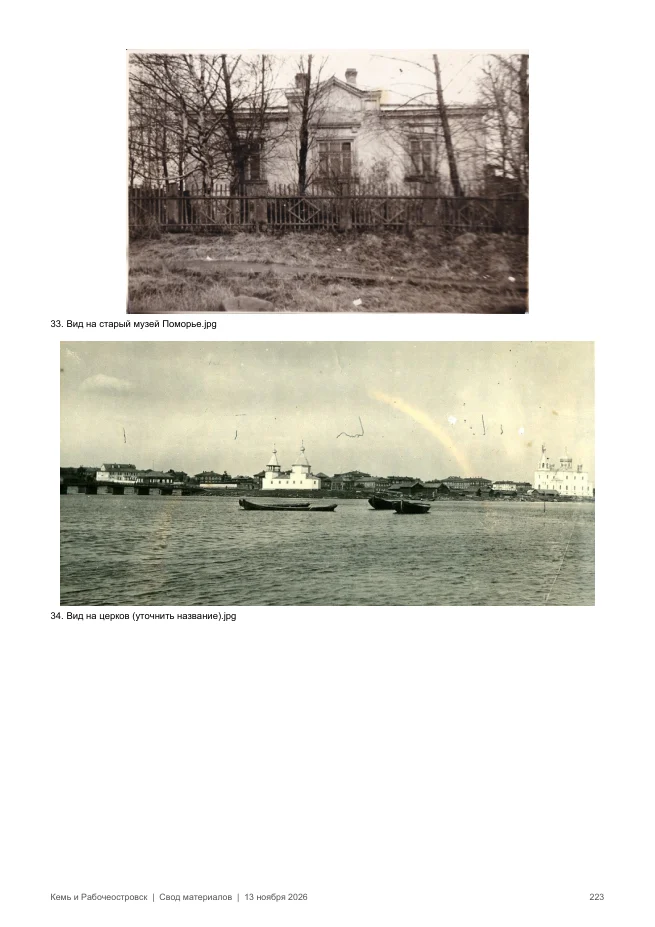 33. Вид на старый музей Поморье.jpg
34. Вид на церков (уточнить название).jpg
Кемь и Рабочеостровск | Свод материалов | 13 ноября 2026
223